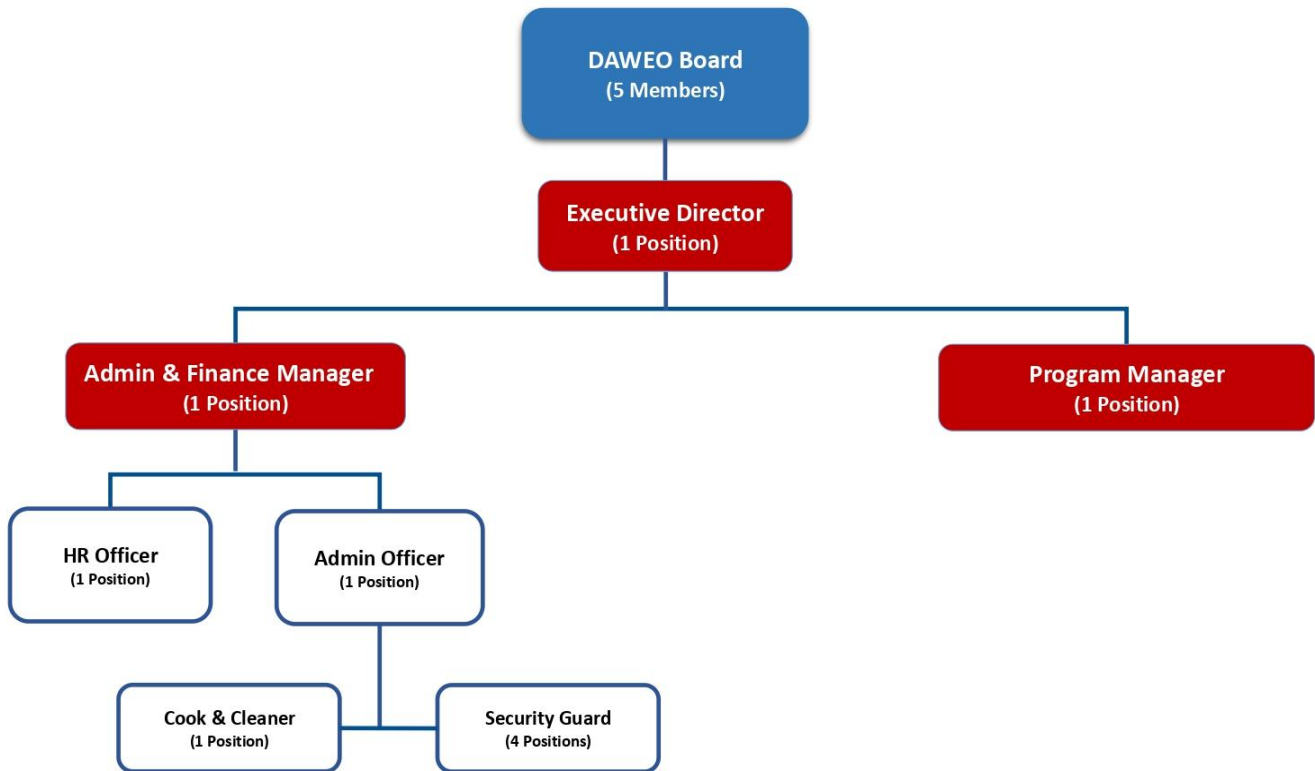 DAWEO Board
(5 Members)
Executive Director
(1 Position)
Admin & Finance Manager
(1 Position)
Program Manager
(1 Position)
HR Officer
(1 Position)
Admin Officer
(1 Position)
Cook & Cleaner
(1 Position)
Security Guard
(4 Positions)